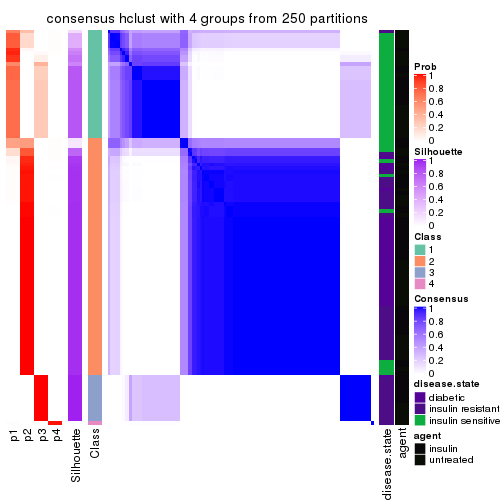 consensus hclust with 4 groups from 250 partitions
Prob
1
0.8
0.6
0.4
0.2
0
Silhouette
1
0.8
0.6
0.4
0.2
0
Class
1
2
3
4
Consensus
1
0.8
0.6
0.4
0.2
0
disease.state
diabetic
insulin resistant
insulin sensitive
agent
insulin
untreated
p1
p2
p3
p4
Silhouette
Class
disease.state
agent